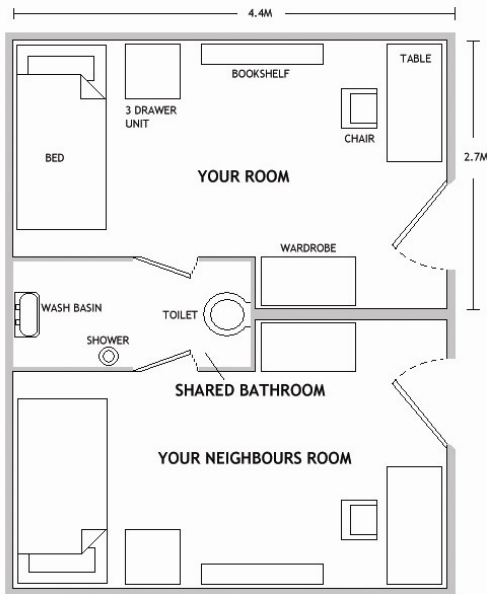 4.4M
TABLE
BOOKSHELF
3 DRAWER
UNIT
CHAIR
BED
2.7M
YOUR ROOM
WARDROBE
WASH BASIN
TOILET
SHOWER
SHARED BATHROOM
YOUR NEIGHBOURS ROOM